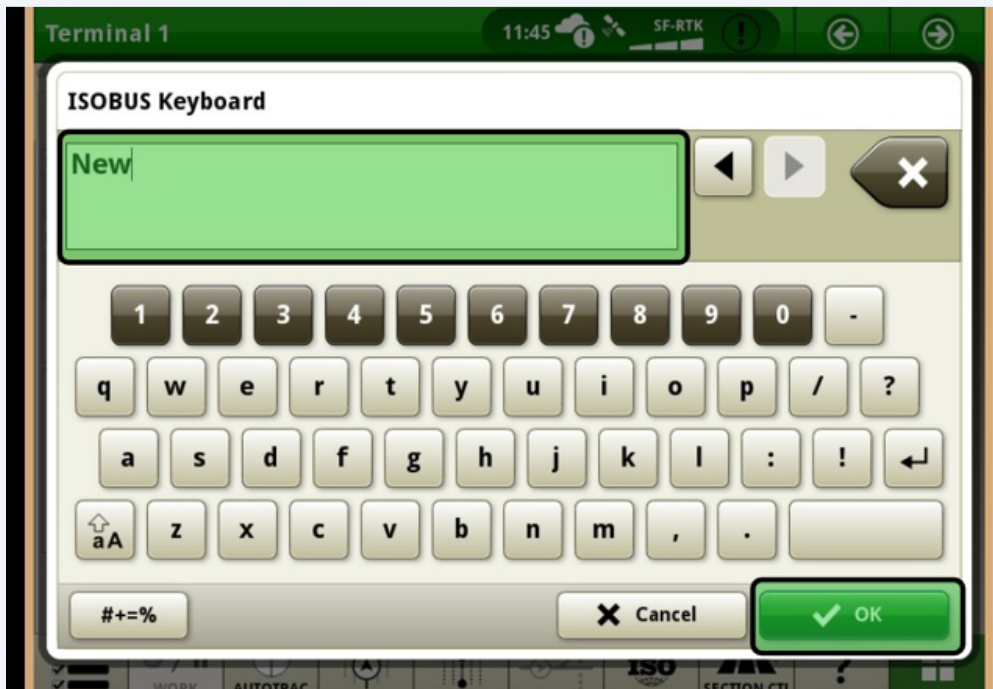 Terminal 1
11:45
SF-RTK
ISOBUS Keyboard
New
1 2 3 4 5 6 7 8 9 0 -
q w e r t y u i o p / ?
a s d f g h j k l : !
aA z x c v b n m , .
#+=% Cancel OK
WORK AUTOTRAC ISO SECTION CTL ?